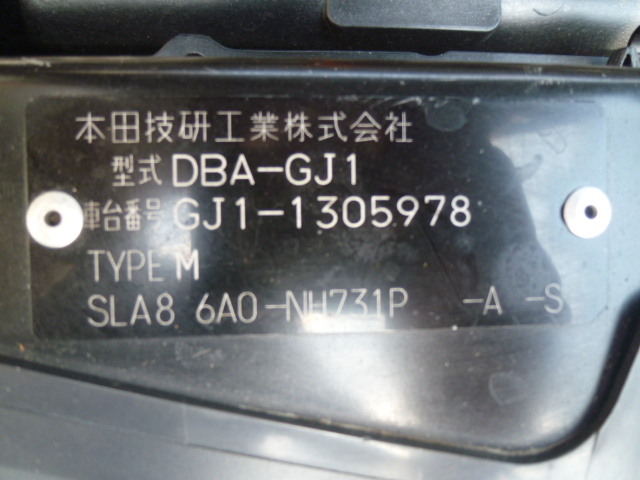 本田技研工業株式会社
型式 DBA-GJ1
車台番号 GJ1-1305978
TYPE M
SLA8 6A0-NH731P -A -S